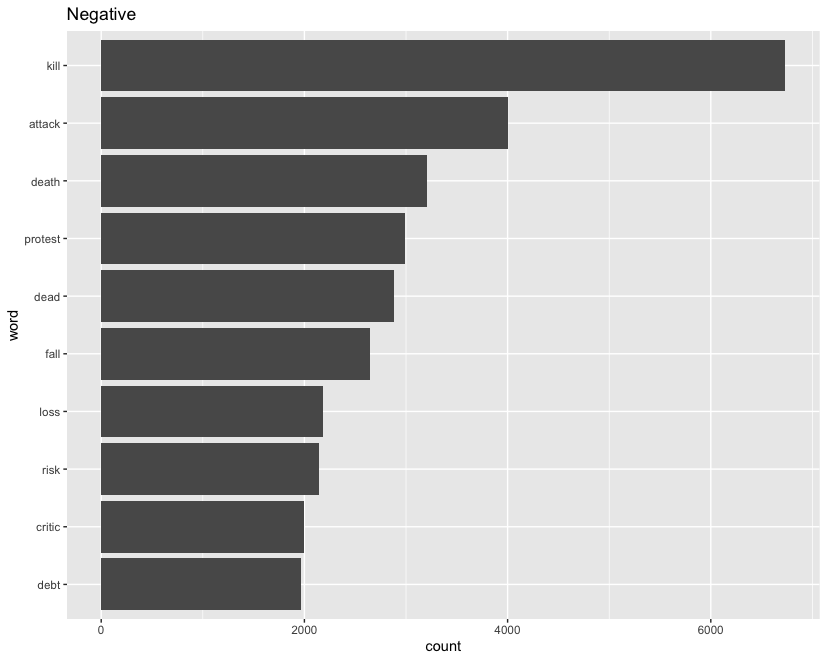 Negative
kill
attack
death
protest
dead
fall
loss
risk
critic
debt
word
0 2000 4000 6000
count